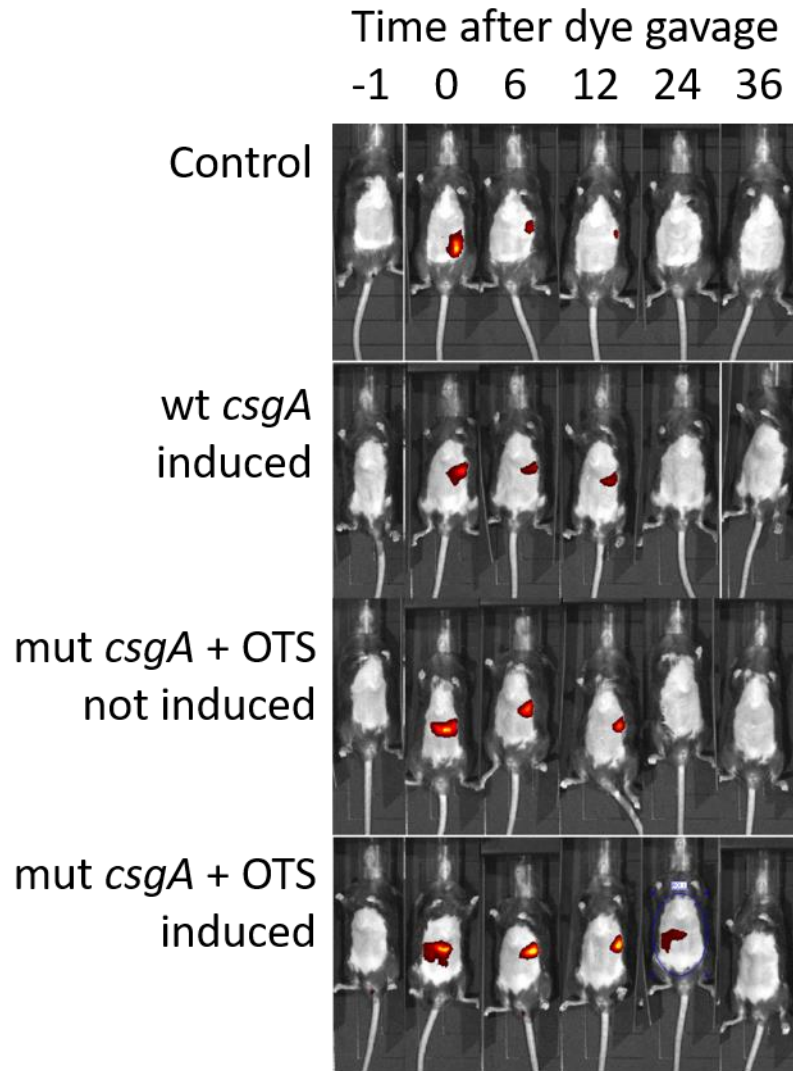 Time after dye gavage
-1 0 6 12 24 36
Control
wt csgA
induced
mut csgA + OTS
not induced
mut csgA + OTS
induced